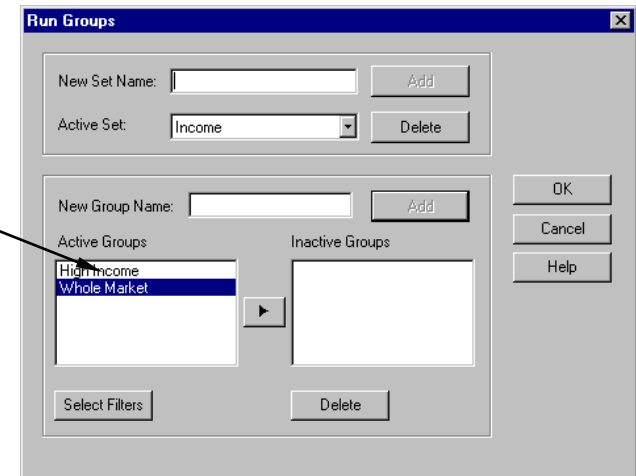 Run Groups
New Set Name: Add
Active Set: Income Delete
New Group Name: Add
Active Groups Inactive Groups
High Income
Whole Market
Select Filters Delete
OK
Cancel
Help